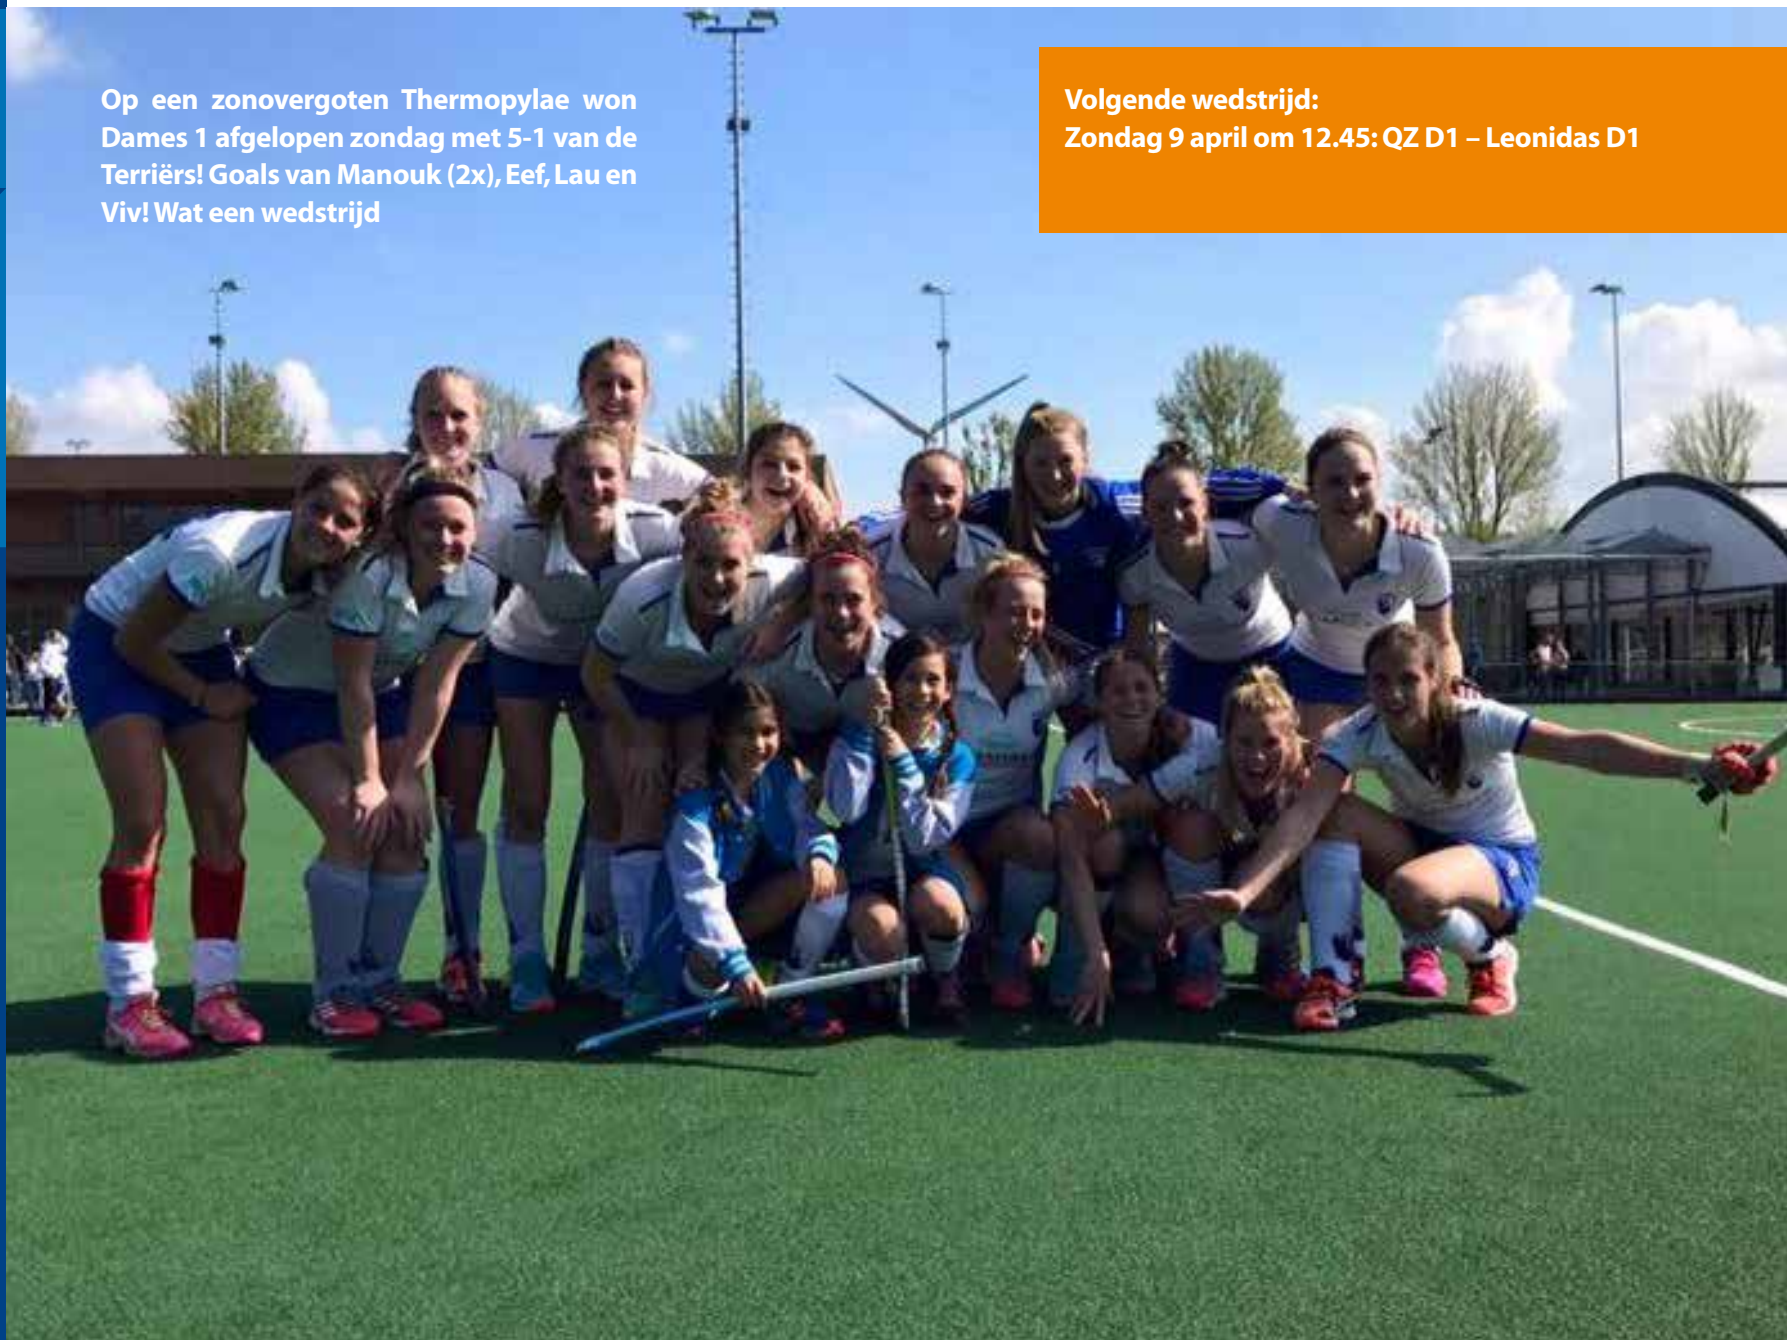 Op een zonovergoten Thermopylae won
Dames 1 afgelopen zondag met 5-1 van de
Terriërs! Goals van Manouk (2x), Eef, Lau en
Viv! Wat een wedstrijd
Volgende wedstrijd:
Zondag 9 april om 12.45: QZ D1 – Leonidas D1